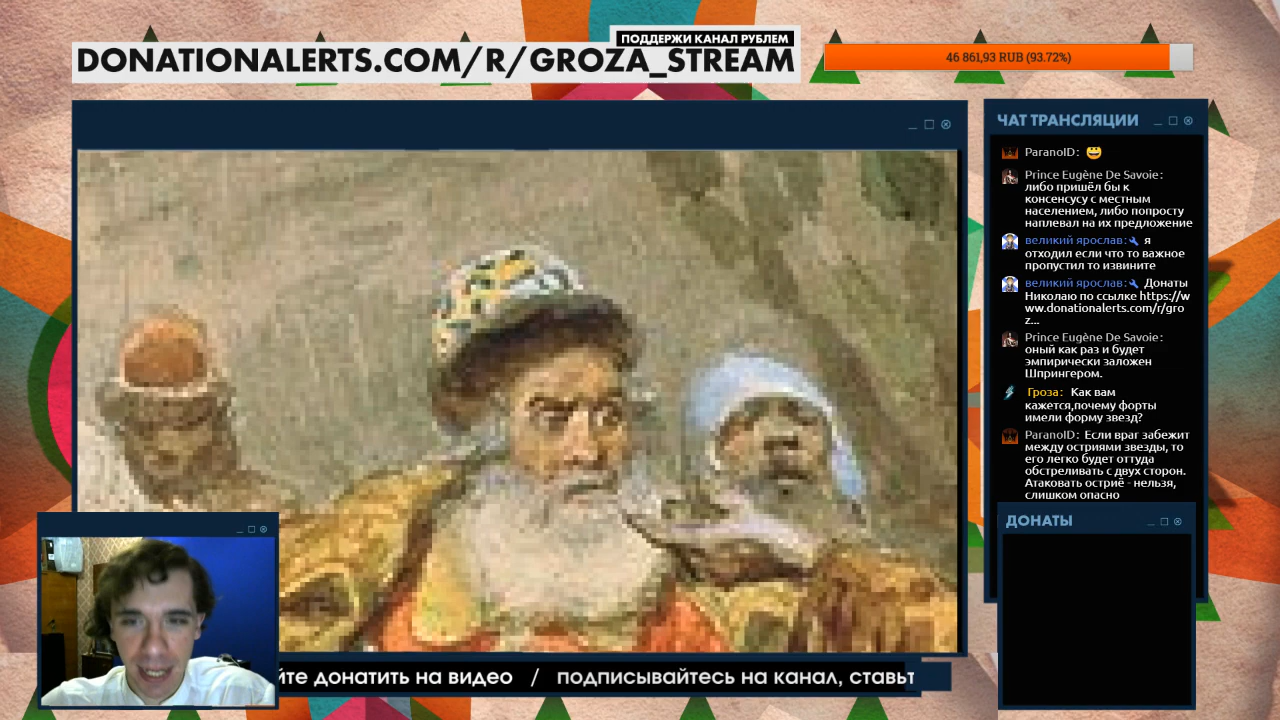 ПОДДЕРЖИ КАНАЛ РУБЛЕМ
DONATIONALERTS.COM/R/GROZA_STREAM
46 861,93 RUB (93.72%)
ЧАТ ТРАНСЛЯЦИИ
ParanoID: 😀
Prince Eugène De Savoie:
либо пришёл бы к
консенсусу с местным
населением, либо попросту
наплевал на их предложение
великий ярослав: я
отходил если что то важное
пропустил то извините
великий ярослав: Донаты
Николаю по ссылке https://w
ww.donationalerts.com/r/gro
z...
Prince Eugène De Savoie:
оный как раз и будет
эмпирически заложен
Шпрингером.
Гроза: Как вам
кажется,почему форты
имели форму звезд?
ParanoID: Если враг забежит
между остриями звезды, то
его легко будет оттуда
обстреливать с двух сторон.
Атаковать остриё - нельзя,
слишком опасно
ДОНАТЫ
йте донатить на видео / подписывайтесь на канал, ставьт